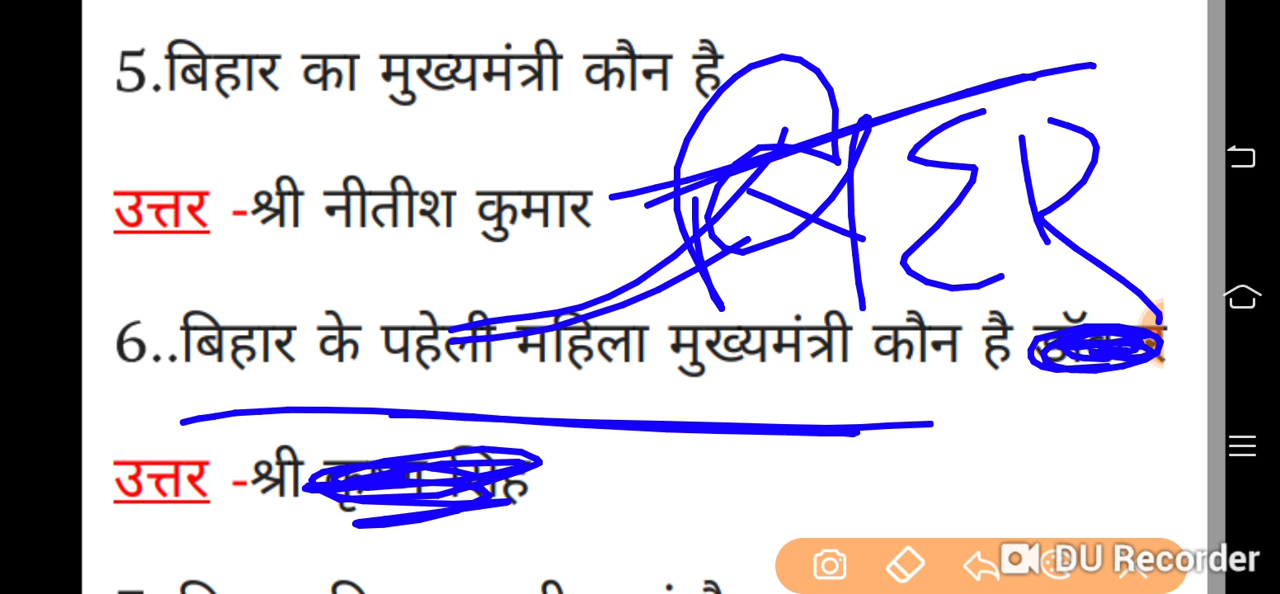 5.बिहार का मुख्यमंत्री कौन है
उत्तर -श्री नीतीश कुमार
6..बिहार के पहेली महिला मुख्यमंत्री कौन है
उत्तर -श्री कृष्ण सिंह
DU Recorder